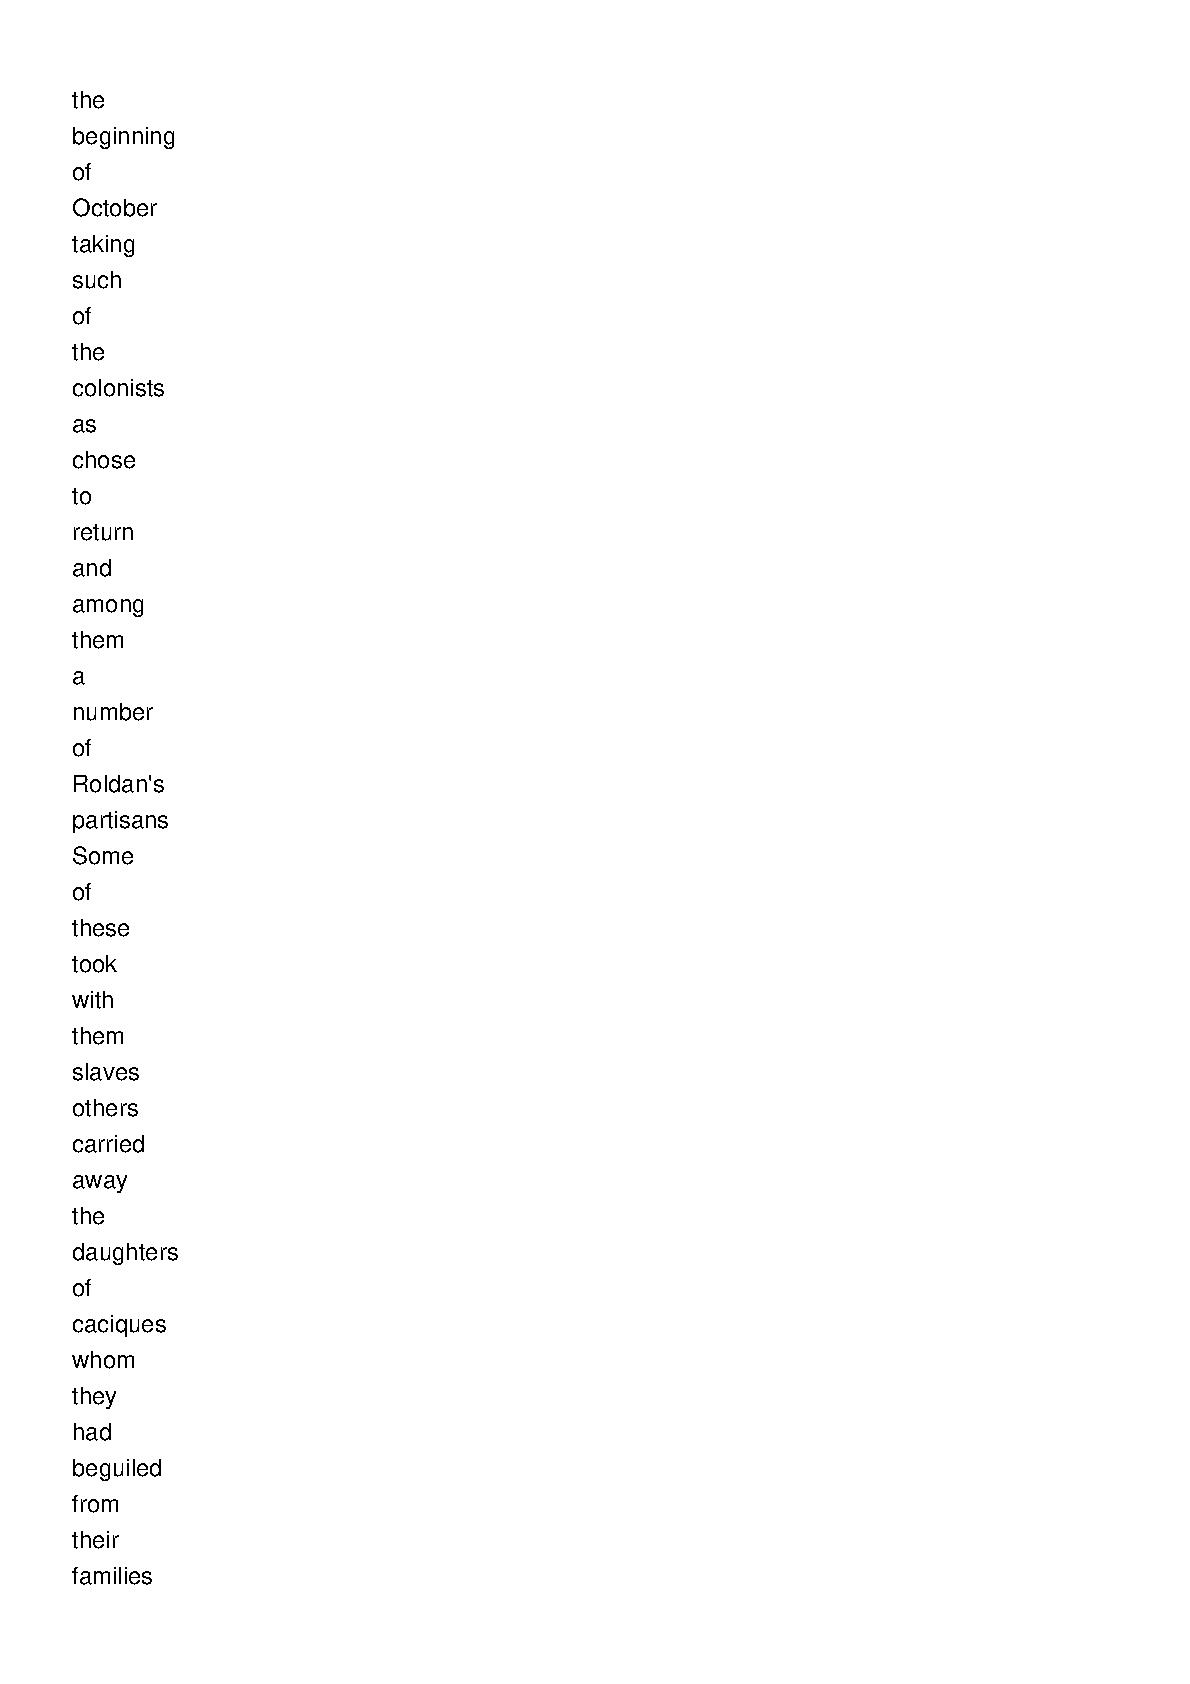 the
beginning
of
October
taking
such
of
the
colonists
as
chose
to
return
and
among
them
a
number
of
Roldan's
partisans
Some
of
these
took
with
them
slaves
others
carried
away
the
daughters
of
caciques
whom
they
had
beguiled
from
their
families